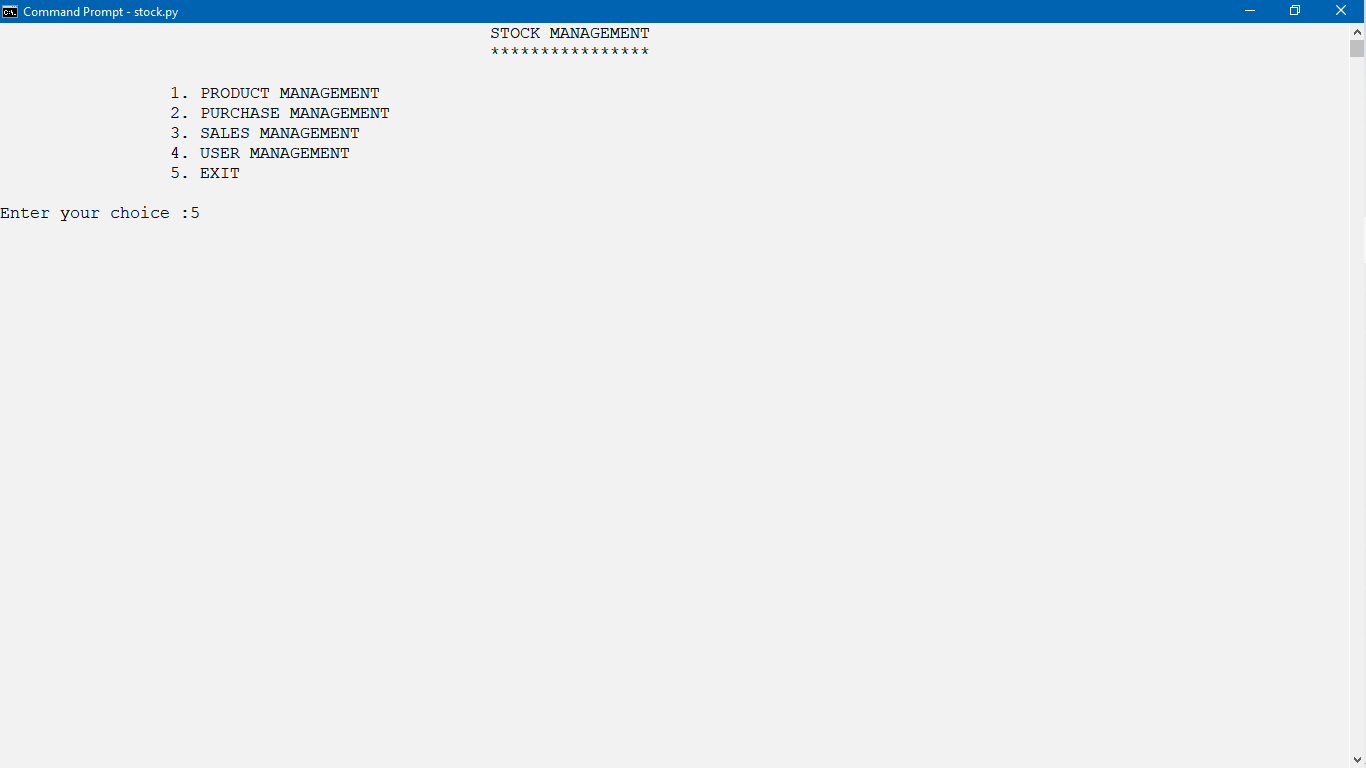 Command Prompt - stock.py
STOCK MANAGEMENT
****************
1. PRODUCT MANAGEMENT
2. PURCHASE MANAGEMENT
3. SALES MANAGEMENT
4. USER MANAGEMENT
5. EXIT
Enter your choice :5